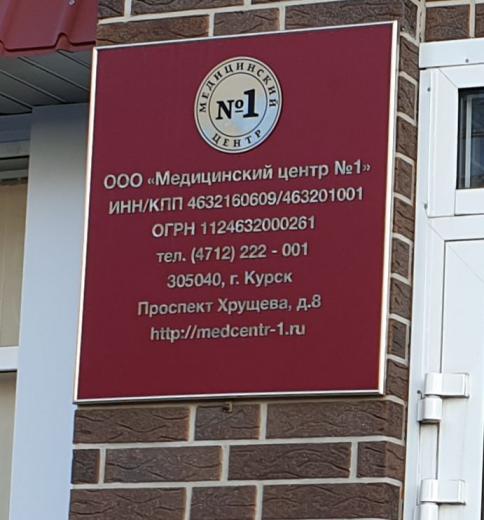 МЕДИЦИНСКИЙ
№1
ЦЕНТР
ООО «Медицинский центр №1»
ИНН/КПП 4632160609/463201001
ОГРН 1124632000261
тел. (4712) 222 - 001
305040, г. Курск
Проспект Хрущева, д.8
http://medcentr-1.ru